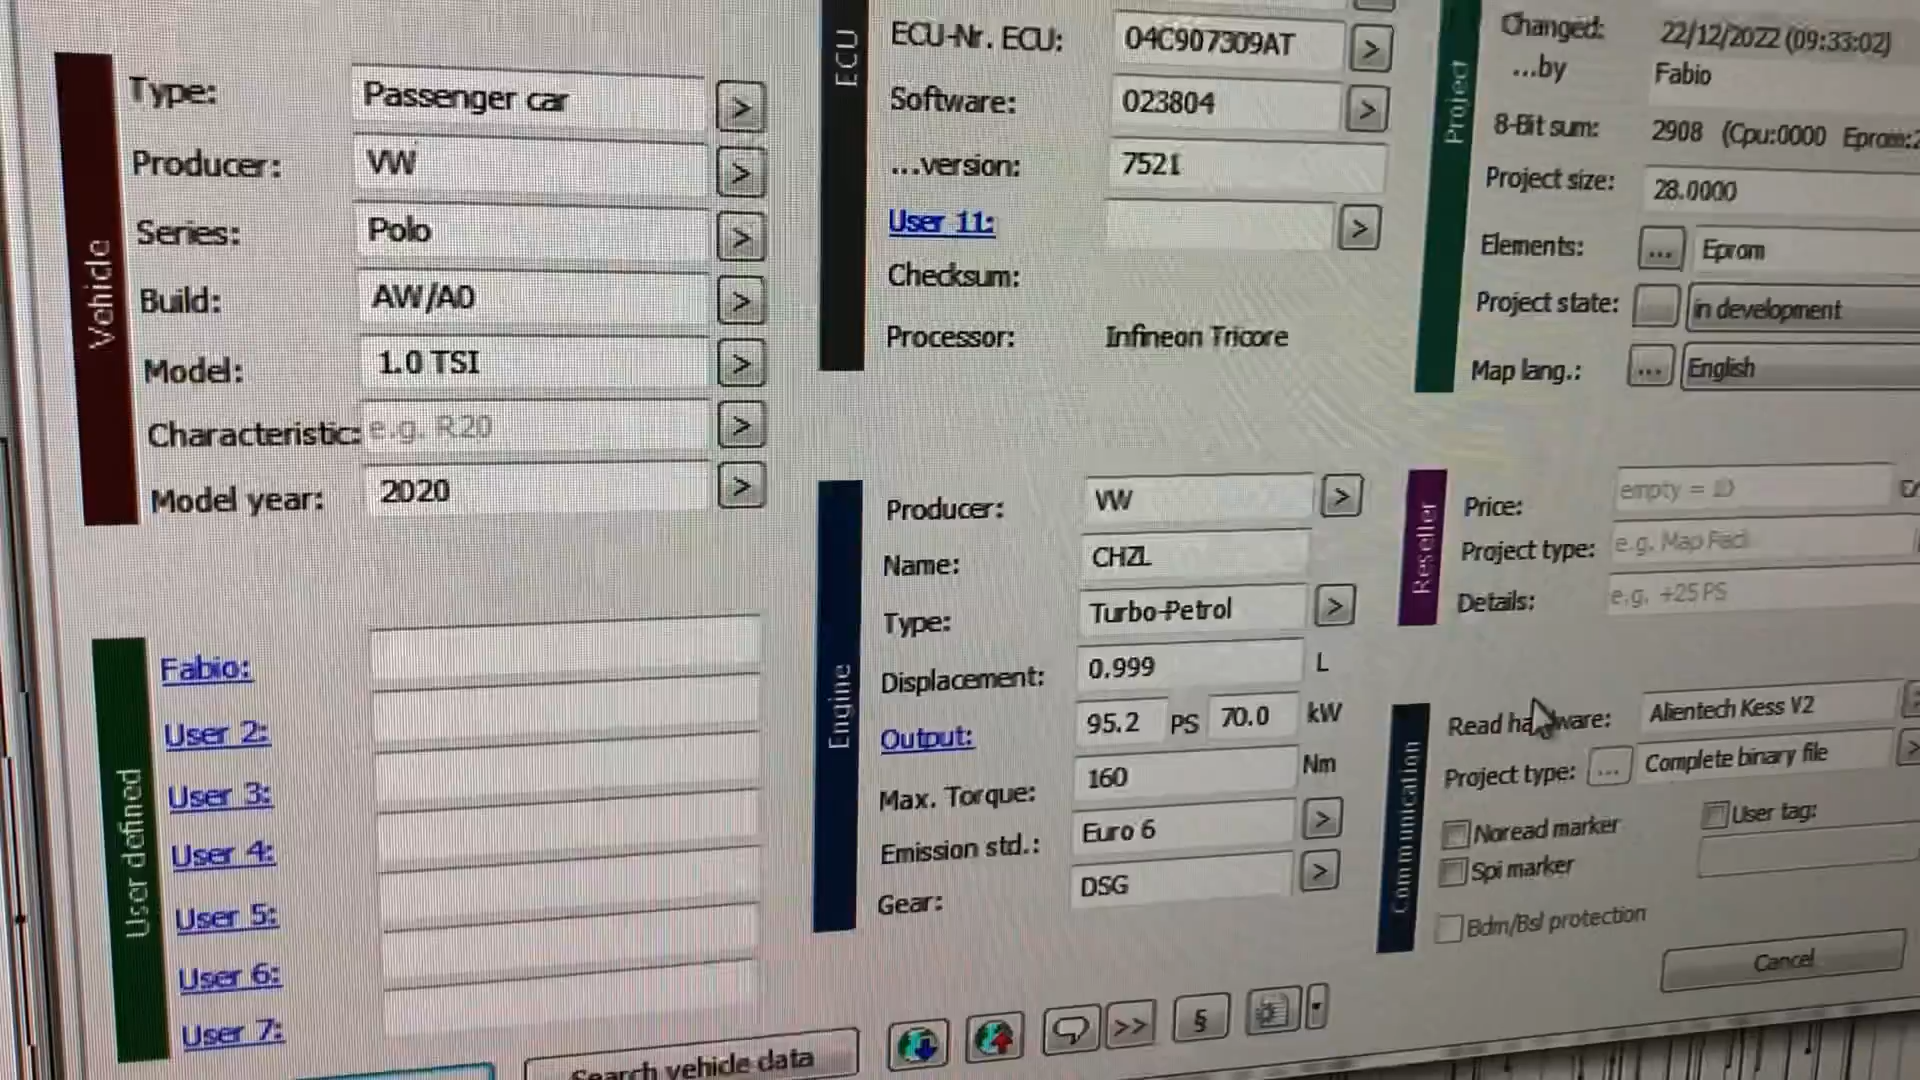 Vehicle
Type: Passenger car >
Producer: VW >
Series: Polo >
Build: AW/A0 >
Model: 1.0 TSI >
Characteristic: e.g. R20 >
Model year: 2020 >
User defined
Fabio:
User 2:
User 3:
User 4:
User 5:
User 6:
User 7:
Search vehicle data
ECU
ECU-Nr. ECU: 04C907309AT >
Software: 023804 >
...version: 7521
User 11: >
Checksum:
Processor: Infineon Tricore
Engine
Producer: VW >
Name: CHZL
Type: Turbo-Petrol >
Displacement: 0.999 L
Output: 95.2 PS 70.0 kW
Max. Torque: 160 Nm
Emission std.: Euro 6 >
Gear: DSG >
>> §
Project
Changed: 22/12/2022 (09:33:02)
...by Fabio
8-Bit sum: 2908 (Cpu:0000 Eprom:2
Project size: 28.0000
Elements: ... Eprom
Project state: in development
Map lang.: ... English
Reseller
Price: empty = ID
Project type: e.g. Map Pack
Details: e.g. +25 PS
Communication
Read hardware: Alientech Kess V2 >
Project type: ... Complete binary file >
Noread marker User tag:
Spi marker
Bdm/Bsl protection
Cancel